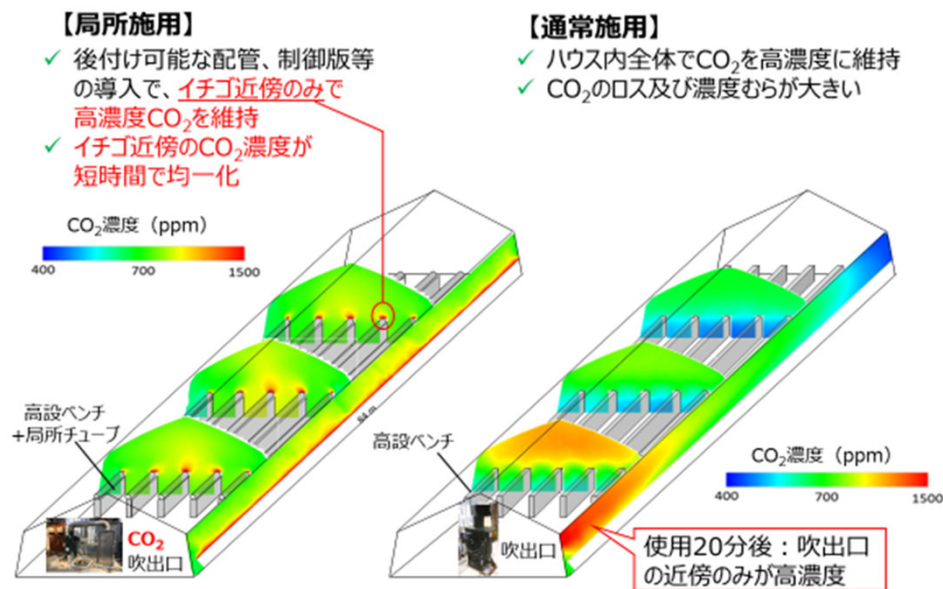 【局所施用】
✓ 後付け可能な配管、制御版等
の導入で、イチゴ近傍のみで
高濃度CO₂を維持
✓ イチゴ近傍のCO₂濃度が
短時間で均一化
CO₂濃度（ppm）
400 700 1500
高設ベンチ
+局所チューブ
CO₂
吹出口
【通常施用】
✓ ハウス内全体でCO₂を高濃度に維持
✓ CO₂のロス及び濃度むらが大きい
高設ベンチ
吹出口
CO₂濃度（ppm）
400 700 1500
使用20分後：吹出口
の近傍のみが高濃度